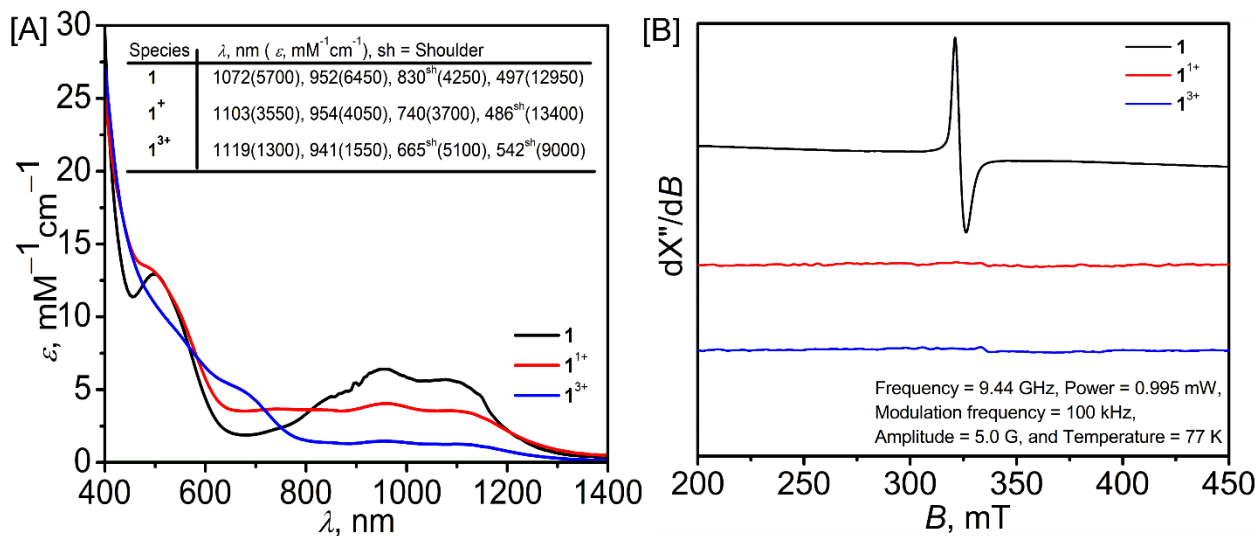 [A]
30
25
20
15
10
5
0
ε, mM⁻¹cm⁻¹
Species λ, nm ( ε, mM⁻¹cm⁻¹), sh = Shoulder
1 1072(5700), 952(6450), 830ˢʰ(4250), 497(12950)
1⁺ 1103(3550), 954(4050), 740(3700), 486ˢʰ(13400)
1³⁺ 1119(1300), 941(1550), 665ˢʰ(5100), 542ˢʰ(9000)
1
1¹⁺
1³⁺
400 600 800 1000 1200 1400
λ, nm
[B]
dX"/dB
1
1¹⁺
1³⁺
Frequency = 9.44 GHz, Power = 0.995 mW,
Modulation frequency = 100 kHz,
Amplitude = 5.0 G, and Temperature = 77 K
200 250 300 350 400 450
B, mT